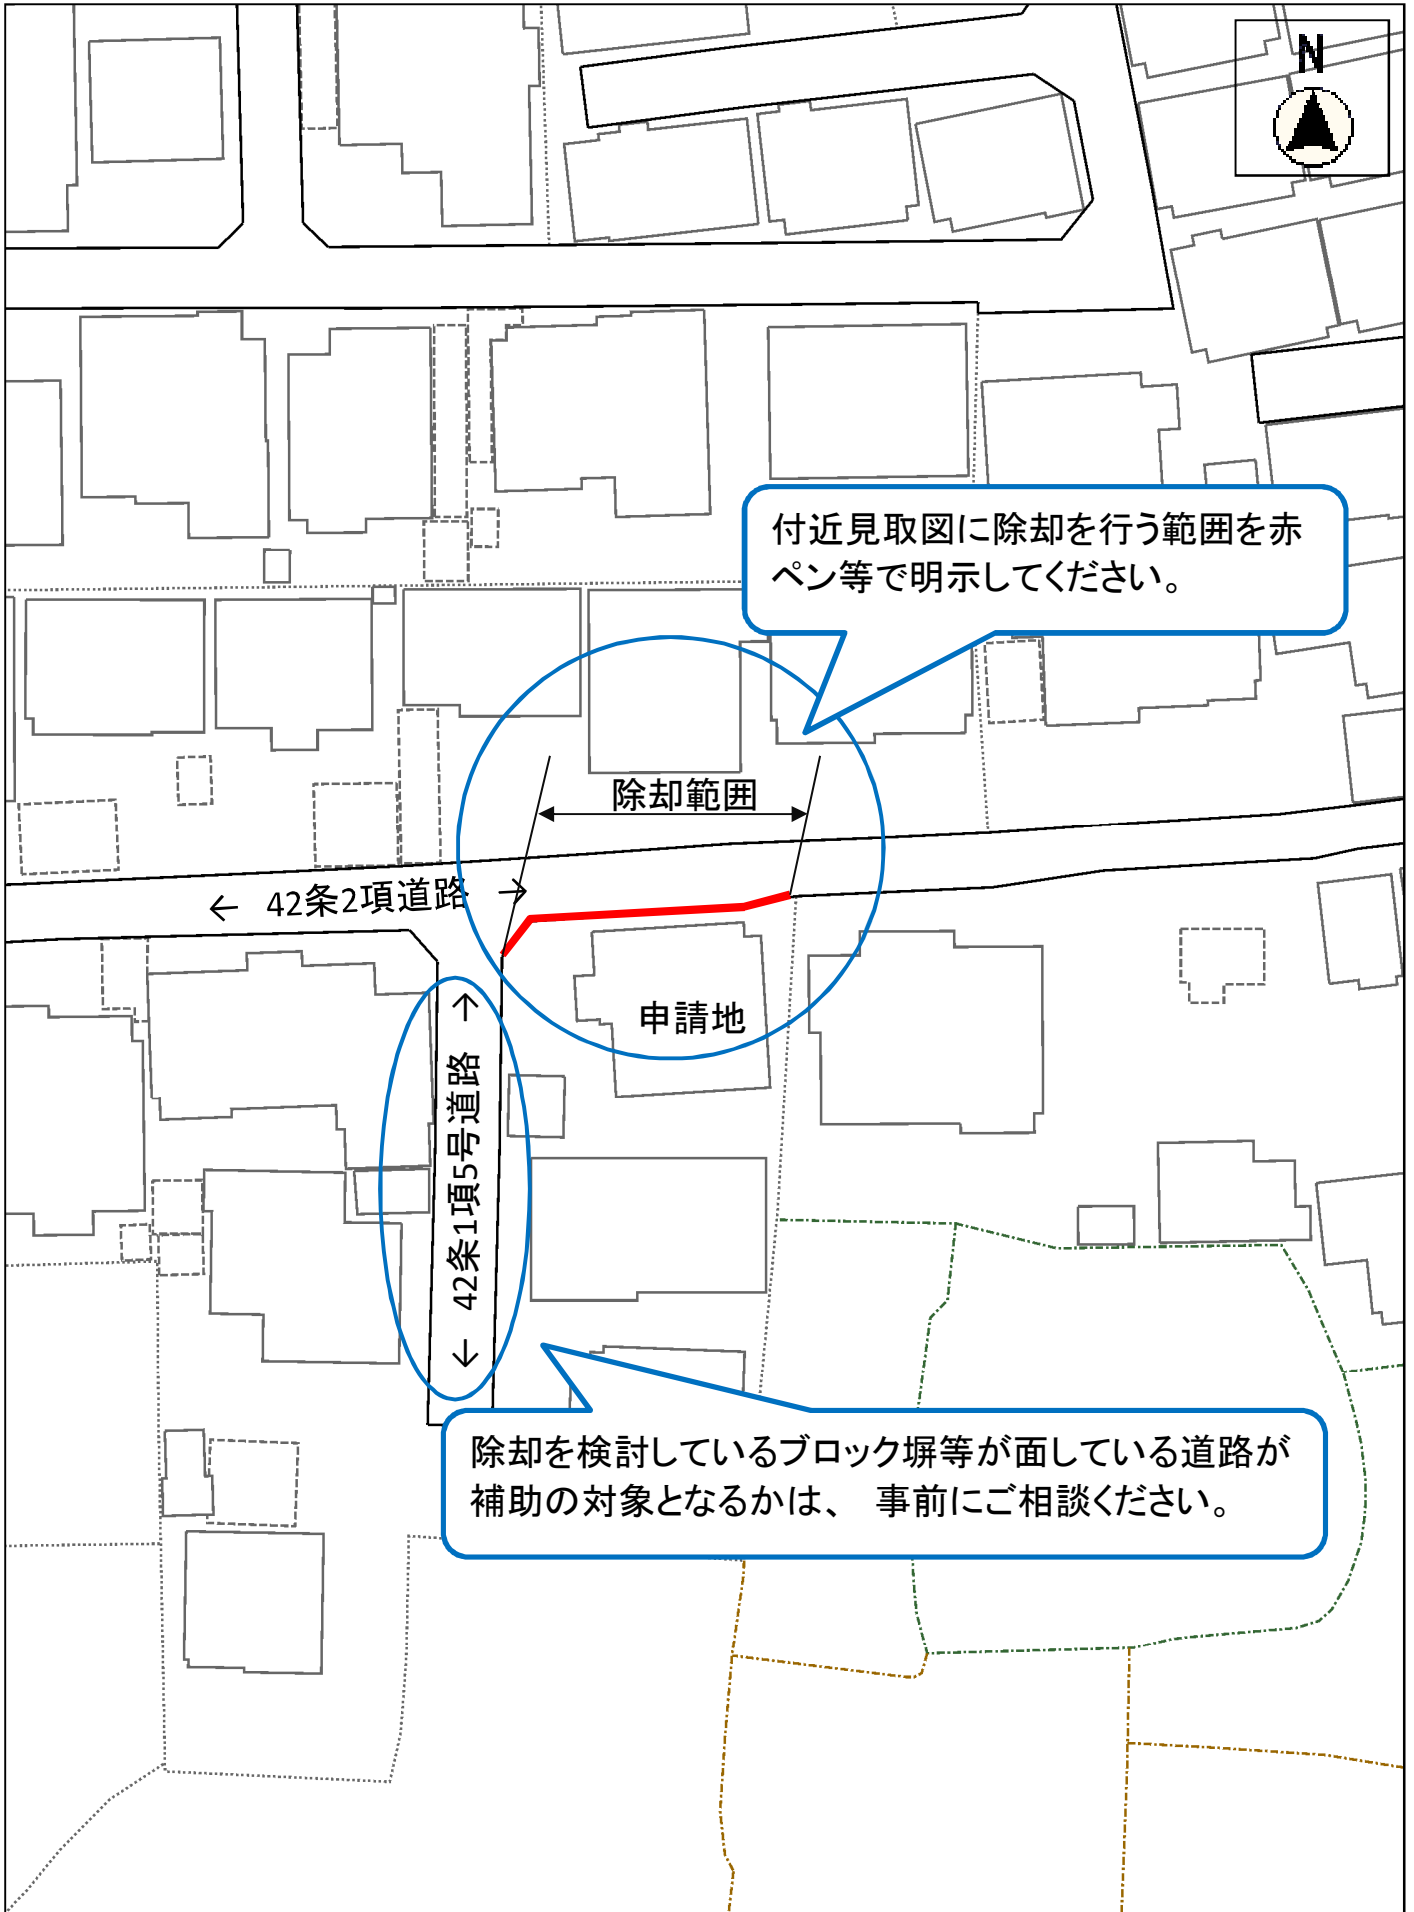 N
付近見取図に除却を行う範囲を赤
ペン等で明示してください。
除却範囲
← 42条2項道路 →
申請地
← 42条1項5号道路 →
除却を検討しているブロック塀等が面している道路が
補助の対象となるかは、 事前にご相談ください。